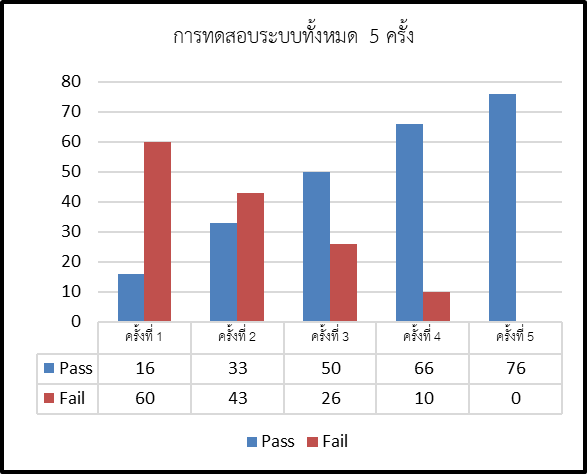 การทดสอบระบบทั้งหมด 5 ครั้ง
80
70
60
50
40
30
20
10
0
ครั้งที่ 1 ครั้งที่ 2 ครั้งที่ 3 ครั้งที่ 4 ครั้งที่ 5
Pass 16 33 50 66 76
Fail 60 43 26 10 0
Pass Fail